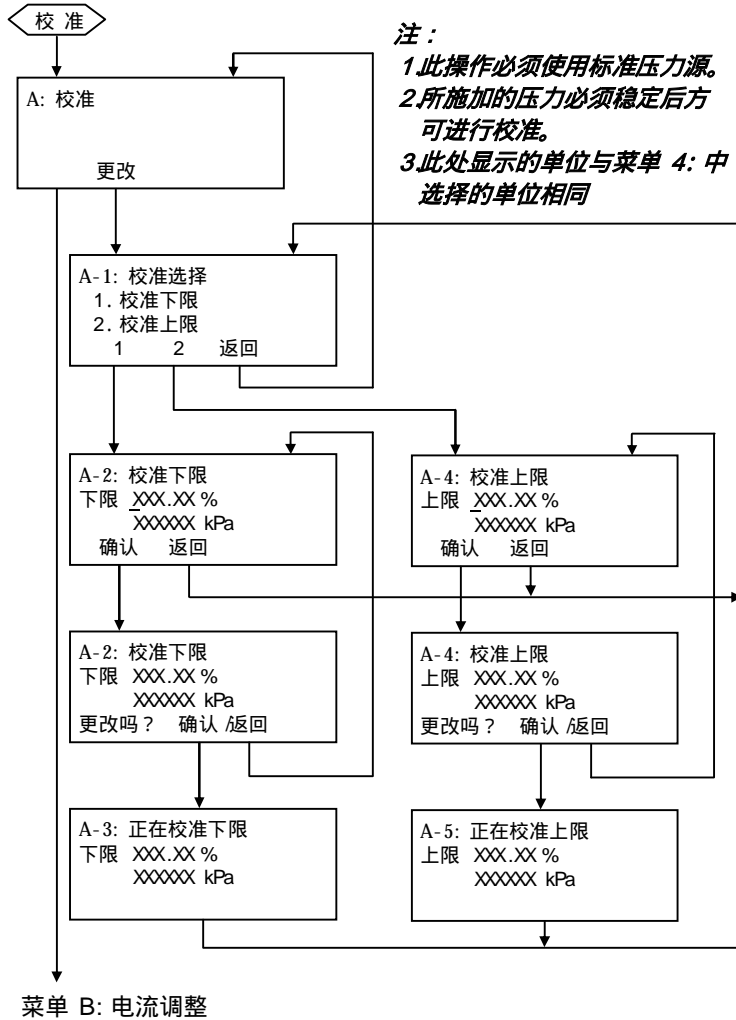 校 准
注：
1.此操作必须使用标准压力源。
2.所施加的压力必须稳定后方
可进行校准。
3.此处显示的单位与菜单 4: 中
选择的单位相同
A: 校准
更改
A-1: 校准选择
1. 校准下限
2. 校准上限
1 2 返回
A-2: 校准下限
下限 XXX.XX %
XXXXXX kPa
确认 返回
A-4: 校准上限
上限 XXX.XX %
XXXXXX kPa
确认 返回
A-2: 校准下限
下限 XXX.XX %
XXXXXX kPa
更改吗？ 确认 /返回
A-4: 校准上限
上限 XXX.XX %
XXXXXX kPa
更改吗？ 确认 /返回
A-3: 正在校准下限
下限 XXX.XX %
XXXXXX kPa
A-5: 正在校准上限
上限 XXX.XX %
XXXXXX kPa
菜单 B: 电流调整